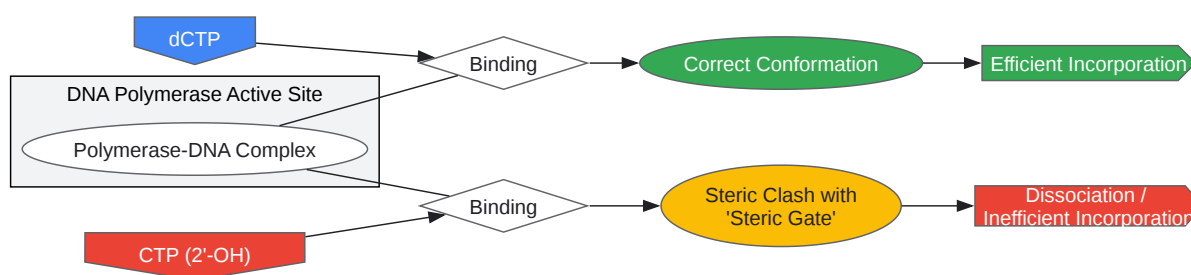 dCTP
Binding
Correct Conformation
Efficient Incorporation
DNA Polymerase Active Site
Polymerase-DNA Complex
Binding
Steric Clash with
'Steric Gate'
Dissociation /
Inefficient Incorporation
CTP (2'-OH)